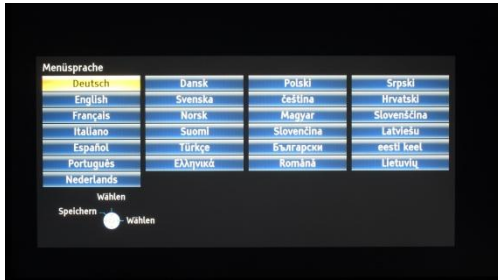 Menüsprache
Deutsch Dansk Polski Srpski
English Svenska čeština Hrvatski
Français Norsk Magyar Slovenščina
Italiano Suomi Slovenčina Latviešu
Español Türkçe Български eesti keel
Português Ελληνικά Română Lietuvių
Nederlands
Wählen
Speichern
Wählen